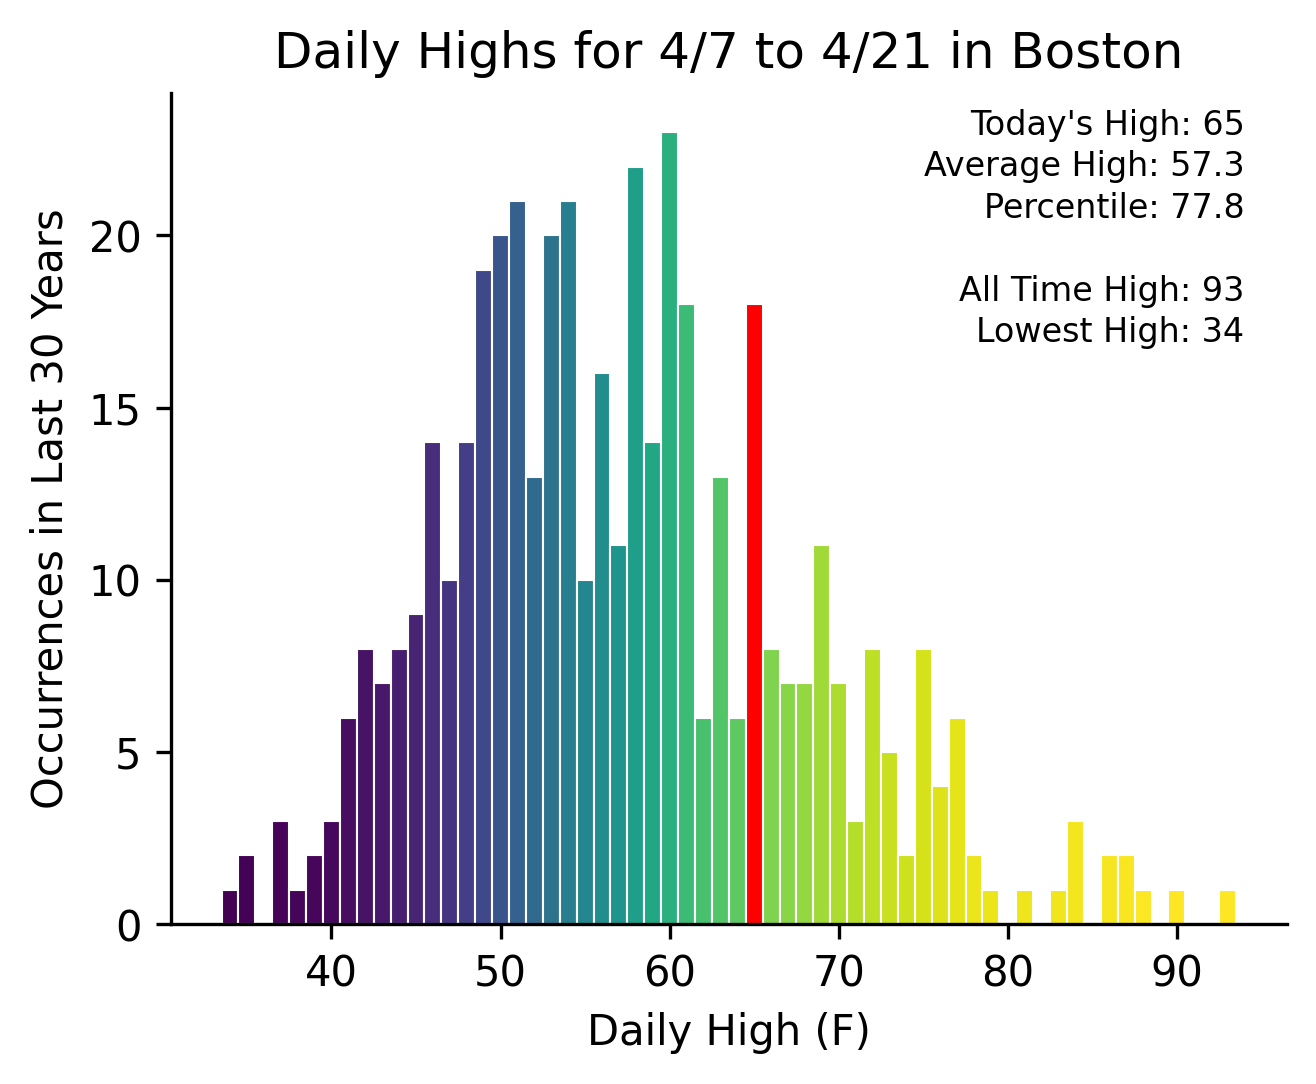 Daily Highs for 4/7 to 4/21 in Boston
Today's High: 65
Average High: 57.3
Percentile: 77.8
All Time High: 93
Lowest High: 34
Occurrences in Last 30 Years
20
15
10
5
0
40 50 60 70 80 90
Daily High (F)